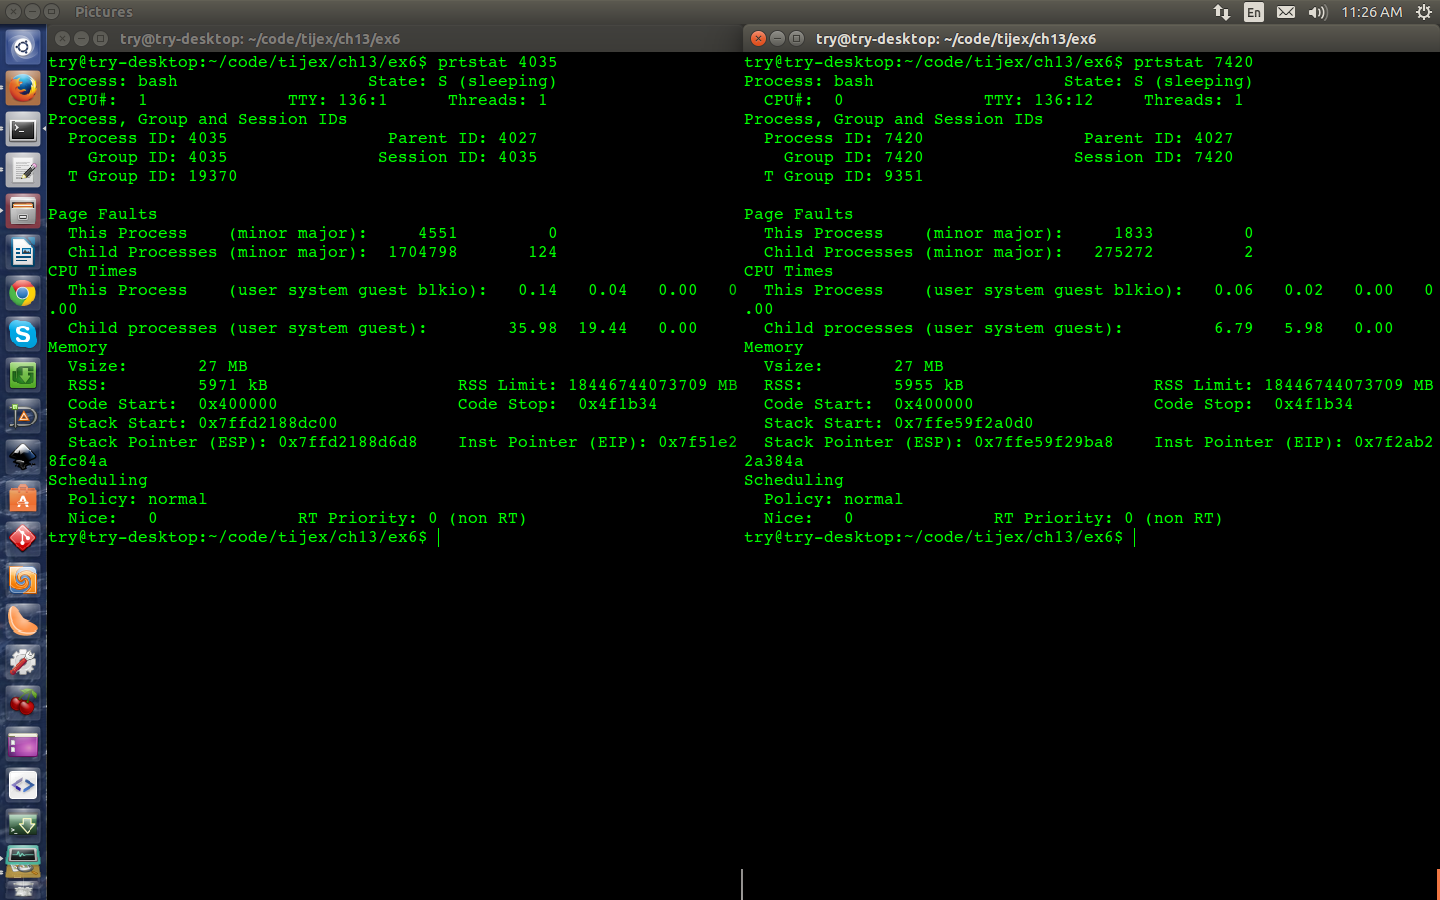 Pictures
En
11:26 AM
try@try-desktop: ~/code/tijex/ch13/ex6
try@try-desktop:~/code/tijex/ch13/ex6$ prtstat 4035
Process: bash                   State: S (sleeping)
  CPU#:  1              TTY: 136:1      Threads: 1
Process, Group and Session IDs
  Process ID: 4035                Parent ID: 4027
    Group ID: 4035               Session ID: 4035
  T Group ID: 19370
Page Faults
  This Process    (minor major):     4551         0
  Child Processes (minor major):  1704798       124
CPU Times
  This Process    (user system guest blkio):   0.14   0.04   0.00   0
.00
  Child processes (user system guest):        35.98  19.44   0.00
Memory
  Vsize:       27 MB
  RSS:         5971 kB                   RSS Limit: 18446744073709 MB
  Code Start:  0x400000                  Code Stop:  0x4f1b34
  Stack Start: 0x7ffd2188dc00
  Stack Pointer (ESP): 0x7ffd2188d6d8    Inst Pointer (EIP): 0x7f51e2
8fc84a
Scheduling
  Policy: normal
  Nice:   0              RT Priority: 0 (non RT)
try@try-desktop:~/code/tijex/ch13/ex6$
try@try-desktop: ~/code/tijex/ch13/ex6
try@try-desktop:~/code/tijex/ch13/ex6$ prtstat 7420
Process: bash                   State: S (sleeping)
  CPU#:  0              TTY: 136:12     Threads: 1
Process, Group and Session IDs
  Process ID: 7420                Parent ID: 4027
    Group ID: 7420               Session ID: 7420
  T Group ID: 9351
Page Faults
  This Process    (minor major):     1833         0
  Child Processes (minor major):   275272         2
CPU Times
  This Process    (user system guest blkio):   0.06   0.02   0.00   0
.00
  Child processes (user system guest):         6.79   5.98   0.00
Memory
  Vsize:       27 MB
  RSS:         5955 kB                   RSS Limit: 18446744073709 MB
  Code Start:  0x400000                  Code Stop:  0x4f1b34
  Stack Start: 0x7ffe59f2a0d0
  Stack Pointer (ESP): 0x7ffe59f29ba8    Inst Pointer (EIP): 0x7f2ab2
2a384a
Scheduling
  Policy: normal
  Nice:   0              RT Priority: 0 (non RT)
try@try-desktop:~/code/tijex/ch13/ex6$